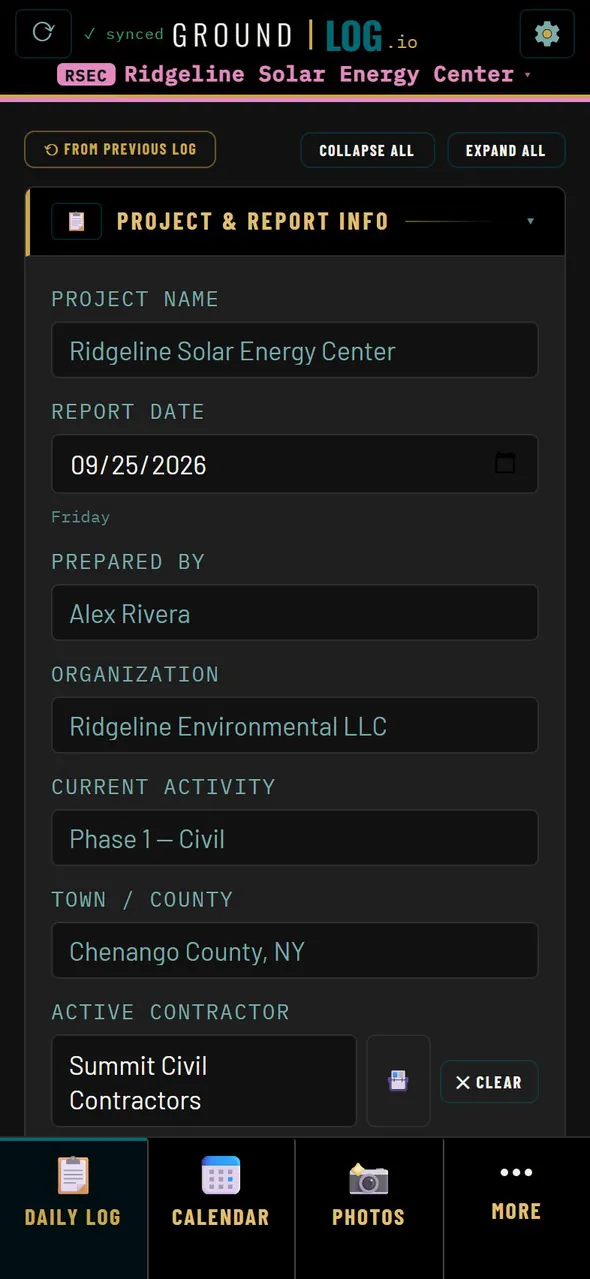 ✓ synced GROUND | LOG.io
RSEC Ridgeline Solar Energy Center ▾
FROM PREVIOUS LOG
COLLAPSE ALL
EXPAND ALL
PROJECT & REPORT INFO
PROJECT NAME
Ridgeline Solar Energy Center
REPORT DATE
09/25/2026
Friday
PREPARED BY
Alex Rivera
ORGANIZATION
Ridgeline Environmental LLC
CURRENT ACTIVITY
Phase 1 — Civil
TOWN / COUNTY
Chenango County, NY
ACTIVE CONTRACTOR
Summit Civil
Contractors
✕ CLEAR
DAILY LOG
CALENDAR
PHOTOS
MORE